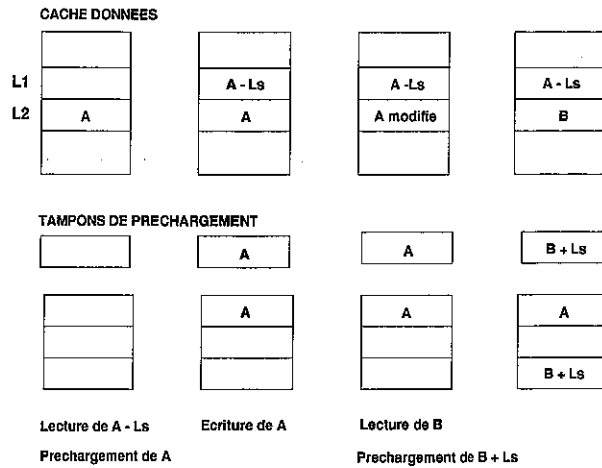 CACHE DONNEES
L1 A - Ls A -Ls A - Ls
L2 A A A modifie B
TAMPONS DE PRECHARGEMENT
A A B + Ls
A A A
B + Ls
Lecture de A - Ls Ecriture de A Lecture de B
Prechargement de A Prechargement de B + Ls